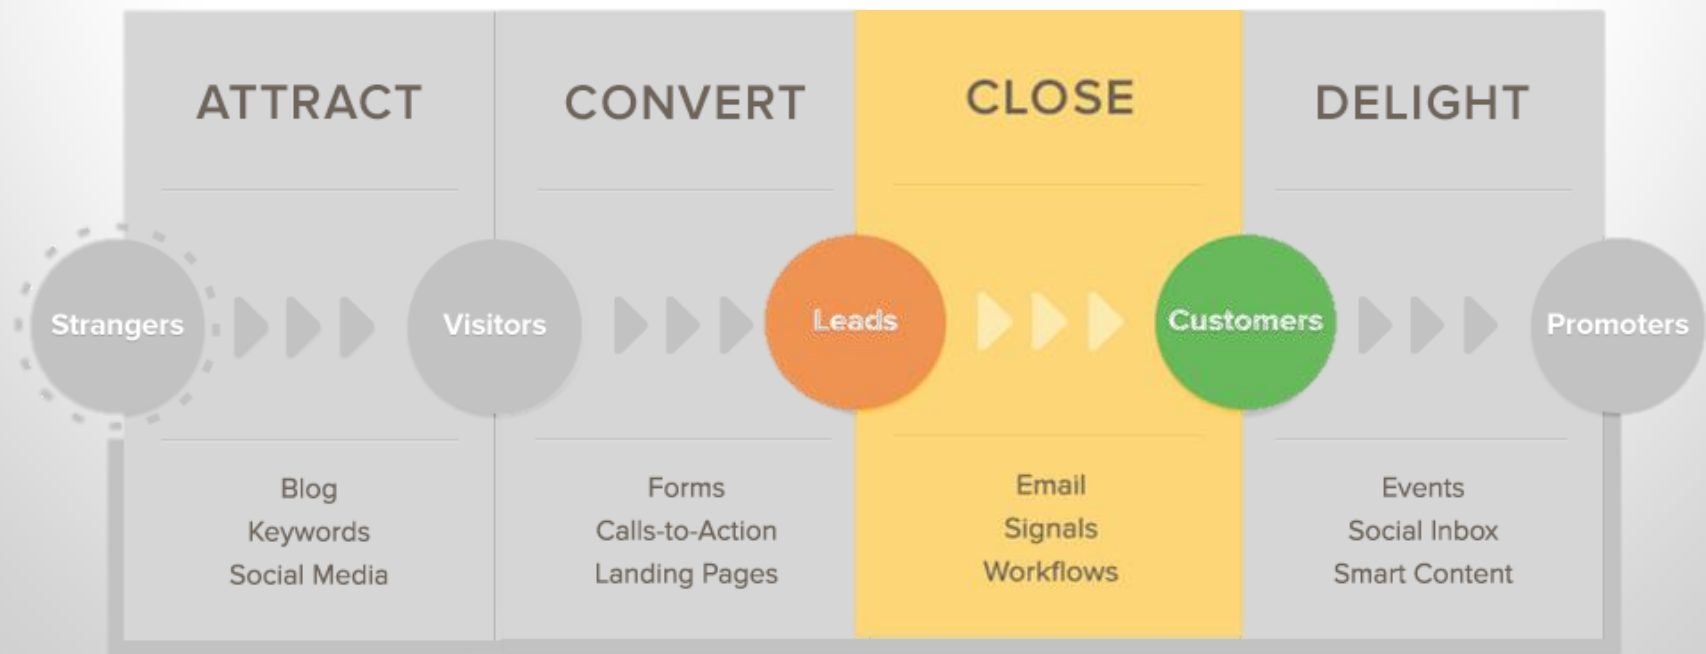 ATTRACT
CONVERT
CLOSE
DELIGHT
Strangers
Visitors
Leads
Customers
Promoters
Blog
Keywords
Social Media
Forms
Calls-to-Action
Landing Pages
Email
Signals
Workflows
Events
Social Inbox
Smart Content